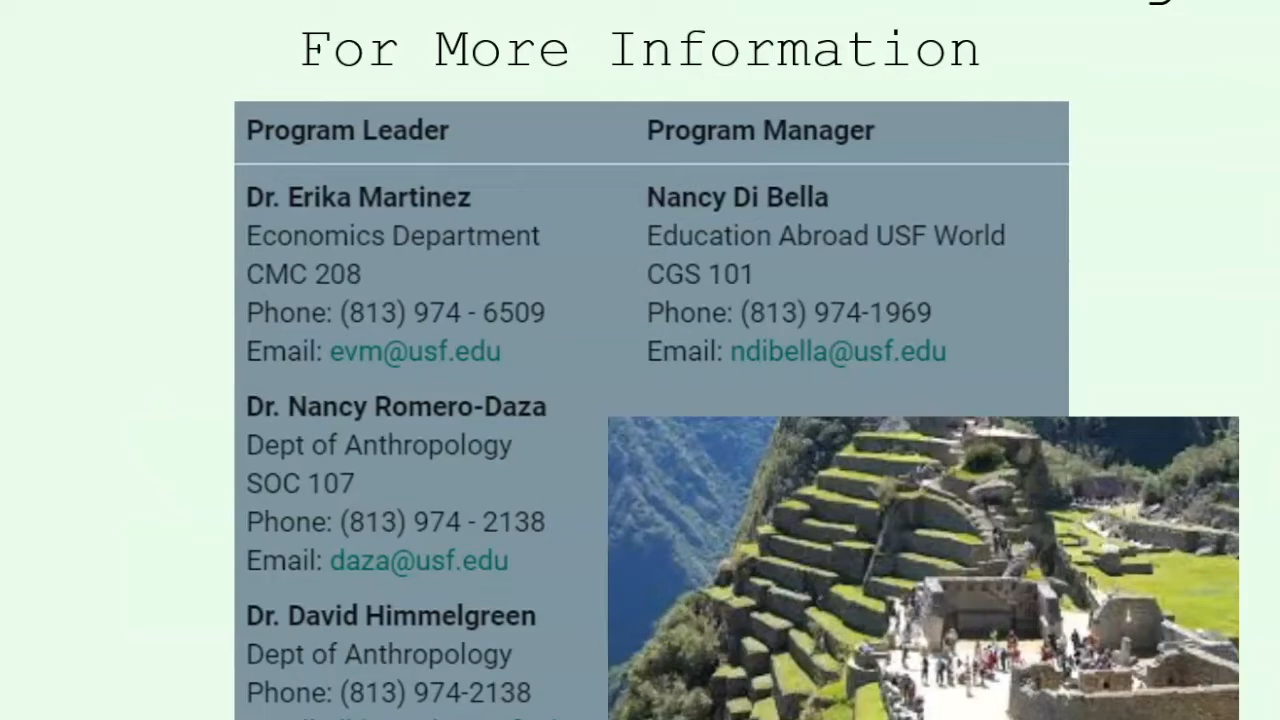 For More Information
Program Leader
Program Manager
Dr. Erika Martinez
Economics Department
CMC 208
Phone: (813) 974 - 6509
Email: evm@usf.edu
Nancy Di Bella
Education Abroad USF World
CGS 101
Phone: (813) 974-1969
Email: ndibella@usf.edu
Dr. Nancy Romero-Daza
Dept of Anthropology
SOC 107
Phone: (813) 974 - 2138
Email: daza@usf.edu
Dr. David Himmelgreen
Dept of Anthropology
Phone: (813) 974-2138